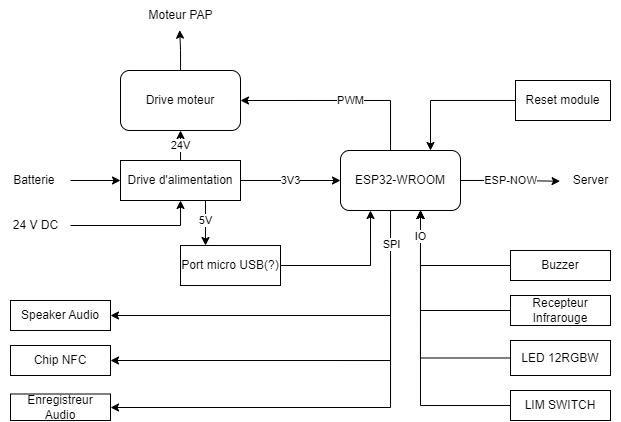 Moteur PAP
Drive moteur
PWM
Reset module
24V
Batterie
Drive d'alimentation
3V3
ESP32-WROOM
ESP-NOW
Server
24 V DC
5V
SPI
IO
Port micro USB(?)
Buzzer
Speaker Audio
Recepteur
Infrarouge
Chip NFC
LED 12RGBW
Enregistreur
Audio
LIM SWITCH